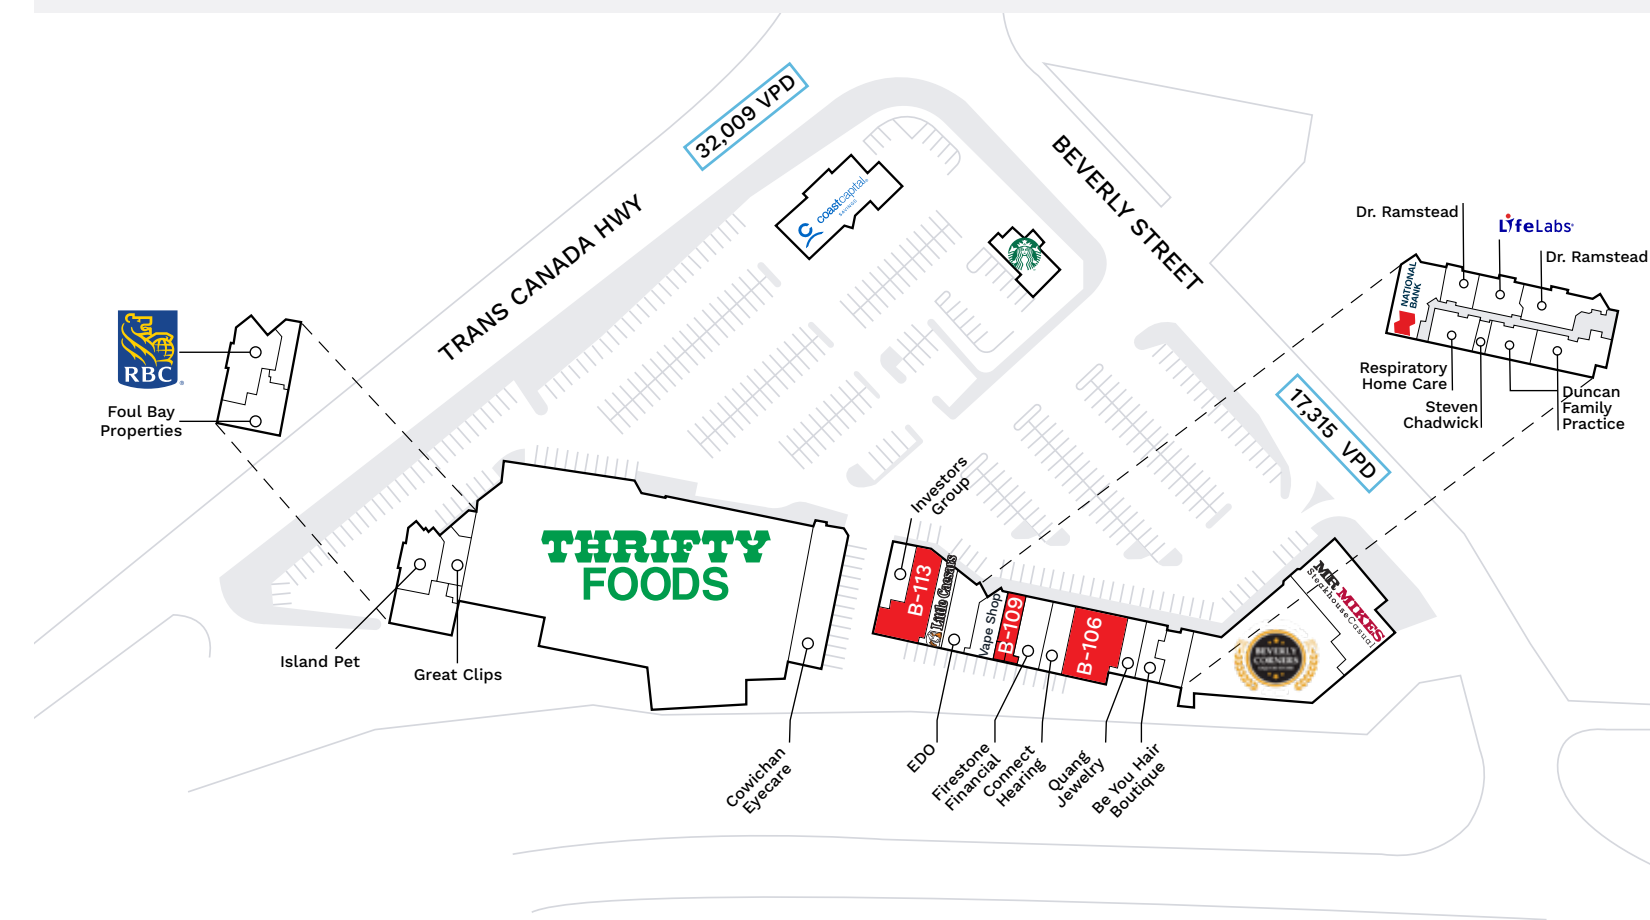 32,009 VPD
TRANS CANADA HWY
BEVERLY STREET
17,315 VPD
coastcapital
SAVINGS
RBC
Foul Bay
Properties
Dr. Ramstead
LifeLabs
Dr. Ramstead
NATIONAL
BANK
Respiratory
Home Care
Steven
Chadwick
Duncan
Family
Practice
THRIFTY
FOODS
Island Pet
Great Clips
Cowichan
Eyecare
Investors
Group
B-113
Little Caesars
EDO
Vape Shop
B-109
Firestone
Financial
Connect
Hearing
B-106
Quang
Jewelry
Be You Hair
Boutique
BEVERLY
CORNERS
MR MIKES
SteakhouseCasual